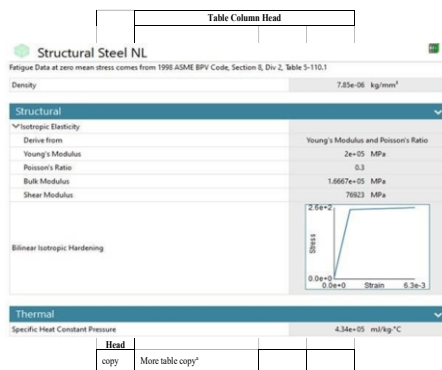 Table Column Head
Structural Steel NL
Fatigue Data at zero mean stress comes from 1998 ASME BPV Code, Section 8, Div 2, Table 5-110.1
Density 7.85e-06 kg/mm³
Structural
Isotropic Elasticity
Derive from Young's Modulus and Poisson's Ratio
Young's Modulus 2e+05 MPa
Poisson's Ratio 0.3
Bulk Modulus 1.6667e+05 MPa
Shear Modulus 76923 MPa
Bilinear Isotropic Hardening
2.6e+2
Stress
0.0e+0
0.0e+0 Strain 6.3e-3
Thermal
Specific Heat Constant Pressure 4.34e+05 mJ/kg·°C
Head
copy More table copyª